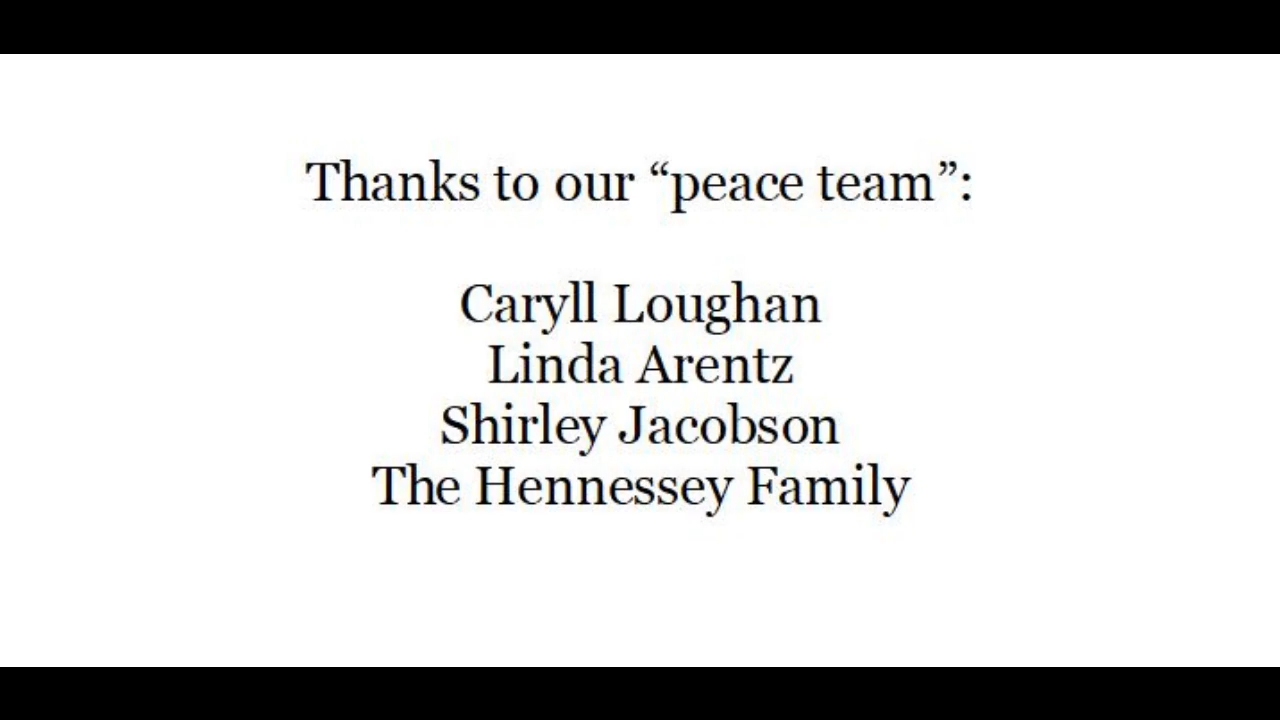 Thanks to our “peace team”:
Caryll Loughan
Linda Arentz
Shirley Jacobson
The Hennessey Family